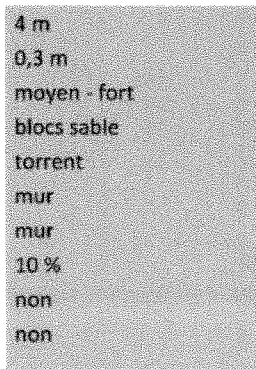 4 m
0,3 m
moyen - fort
blocs sable
torrent
mur
mur
10 %
non
non